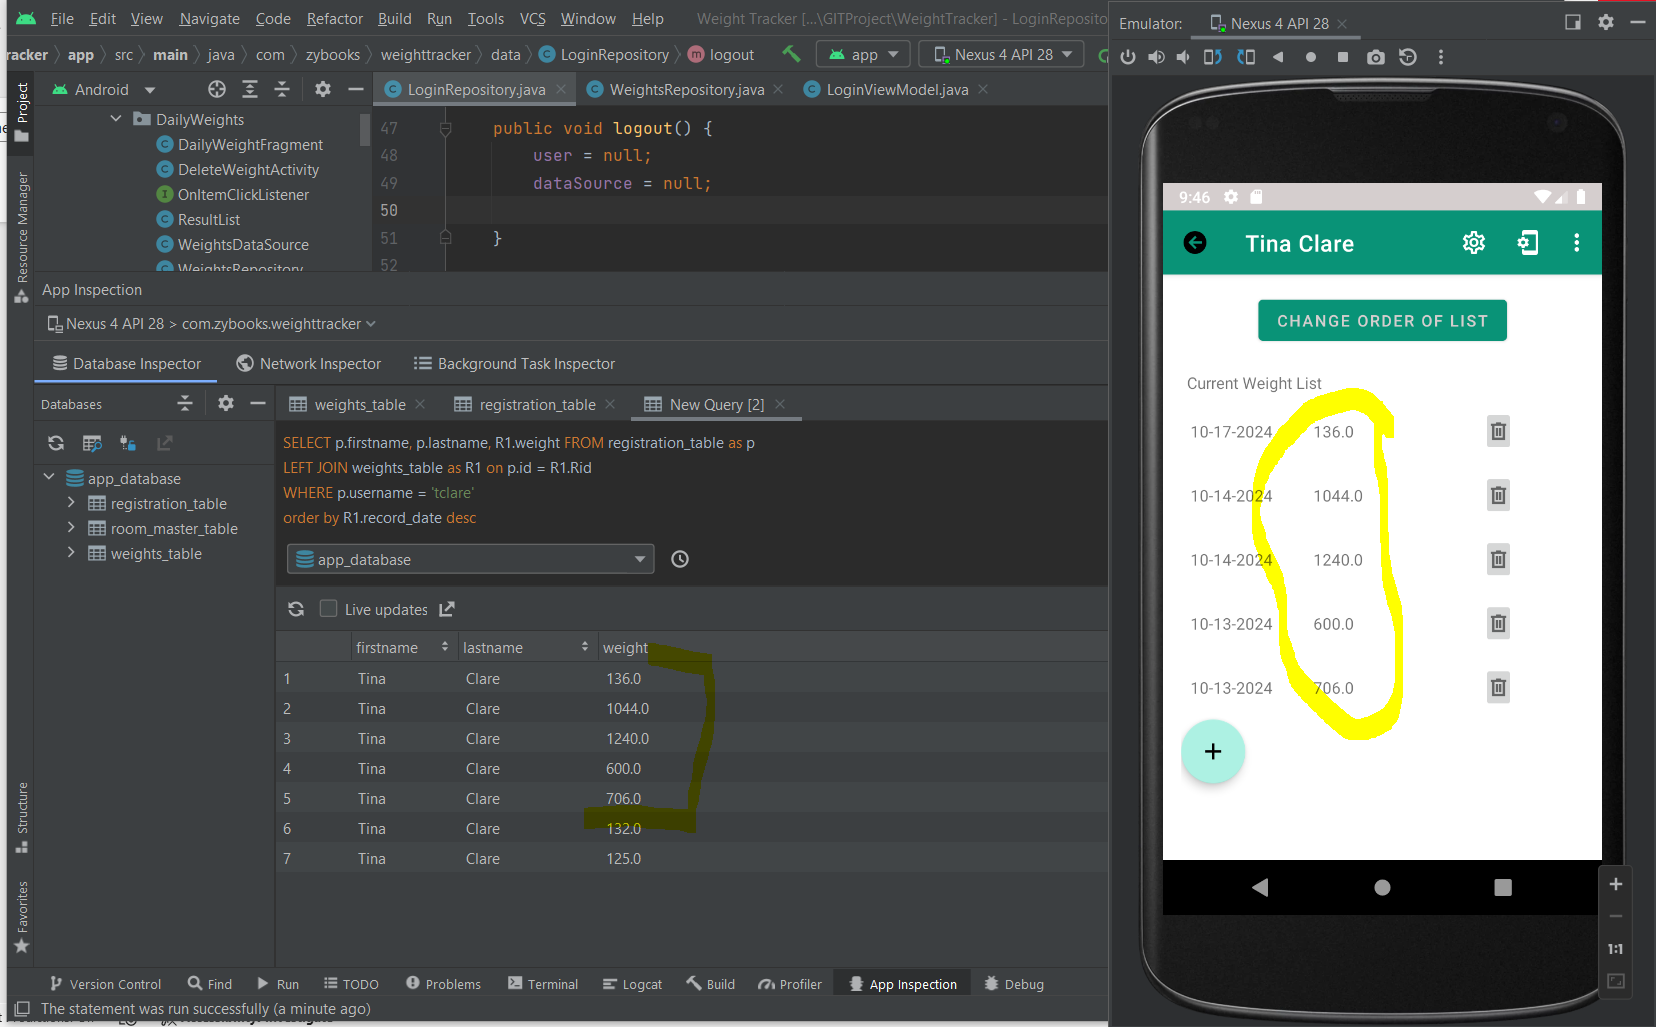 File Edit View Navigate Code Refactor Build Run Tools VCS Window Help Weight Tracker [...\GITProject\WeightTracker] - LoginReposito
racker app src main java com zybooks weighttracker data LoginRepository logout app Nexus 4 API 28
Android
LoginRepository.java WeightsRepository.java LoginViewModel.java
Project
Resource Manager
Structure
Favorites
DailyWeights
DailyWeightFragment
DeleteWeightActivity
OnItemClickListener
ResultList
WeightsDataSource
WeightsRepository
47 public void logout() {
48 user = null;
49 dataSource = null;
50
51 }
52
App Inspection
Nexus 4 API 28 > com.zybooks.weighttracker
Database Inspector Network Inspector Background Task Inspector
Databases
weights_table registration_table New Query [2]
app_database
registration_table
room_master_table
weights_table
SELECT p.firstname, p.lastname, R1.weight FROM registration_table as p
LEFT JOIN weights_table as R1 on p.id = R1.Rid
WHERE p.username = 'tclare'
order by R1.record_date desc
app_database
Live updates
firstname lastname weight
1 Tina Clare 136.0
2 Tina Clare 1044.0
3 Tina Clare 1240.0
4 Tina Clare 600.0
5 Tina Clare 706.0
6 Tina Clare 132.0
7 Tina Clare 125.0
Version Control Find Run TODO Problems Terminal Logcat Build Profiler App Inspection Debug
The statement was run successfully (a minute ago)
Emulator: Nexus 4 API 28
9:46
Tina Clare
CHANGE ORDER OF LIST
Current Weight List
10-17-2024 136.0
10-14-2024 1044.0
10-14-2024 1240.0
10-13-2024 600.0
10-13-2024 706.0
+
1:1